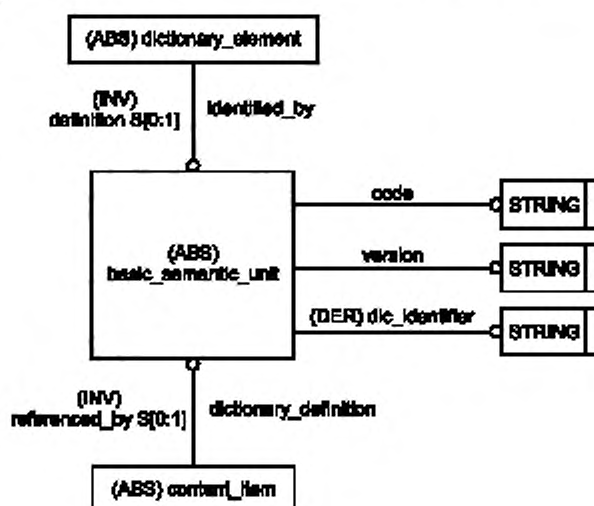 (ABS) dictionary_element
(INV)
definition S[0:1]
identified_by
(ABS)
basic_semantic_unit
code
STRING
version
STRING
(DER) dic_identifier
STRING
(INV)
referenced_by S[0:1]
dictionary_definition
(ABS) content_item